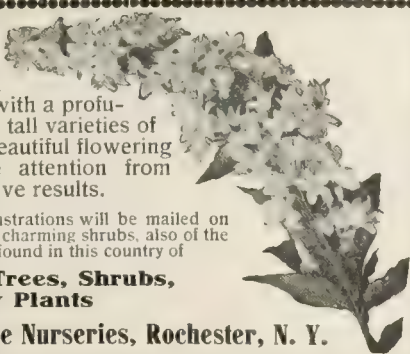 with a profu-
tall varieties of
eautiful flowering
attention from
ve results.
ustrations will be mailed on
charming shrubs, also of the
found in this country of
Trees, Shrubs,
Plants
e Nurseries, Rochester, N. Y.